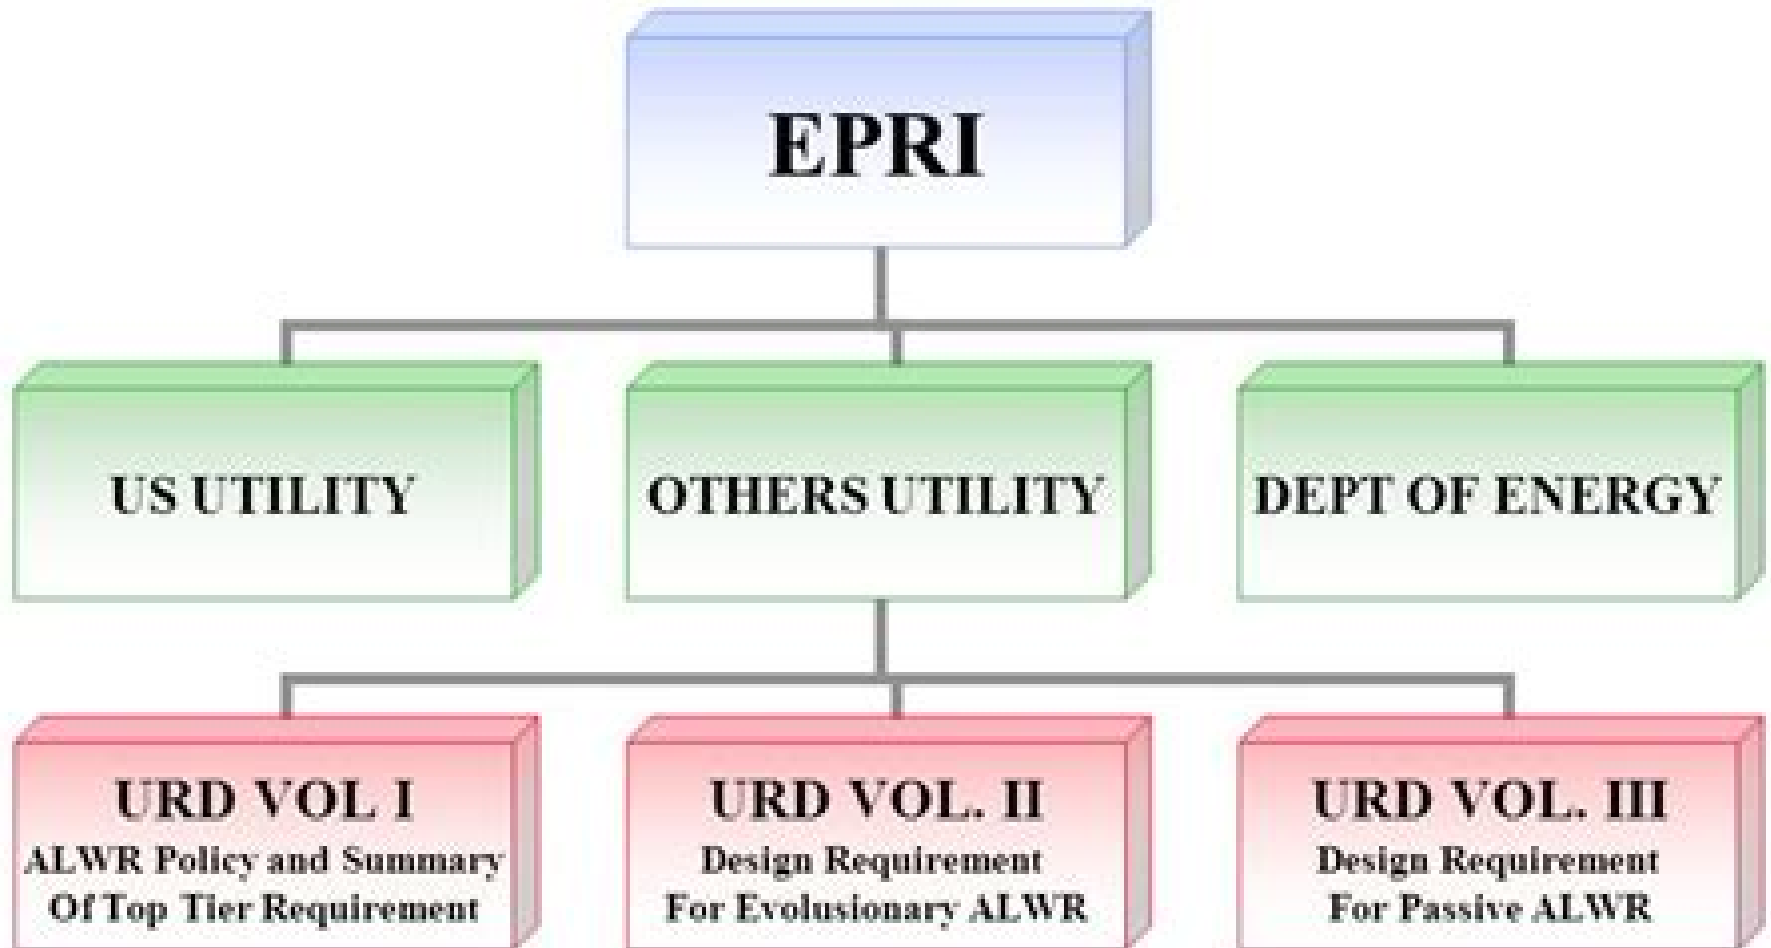 EPRI
US UTILITY
OTHERS UTILITY
DEPT OF ENERGY
URD VOL I
ALWR Policy and Summary
Of Top Tier Requirement
URD VOL. II
Design Requirement
For Evolusionary ALWR
URD VOL. III
Design Requirement
For Passive ALWR